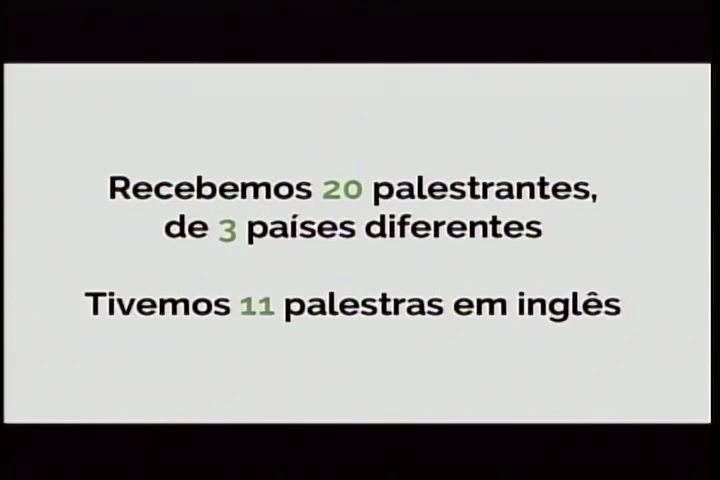 Recebemos 20 palestrantes,
de 3 países diferentes
Tivemos 11 palestras em inglês